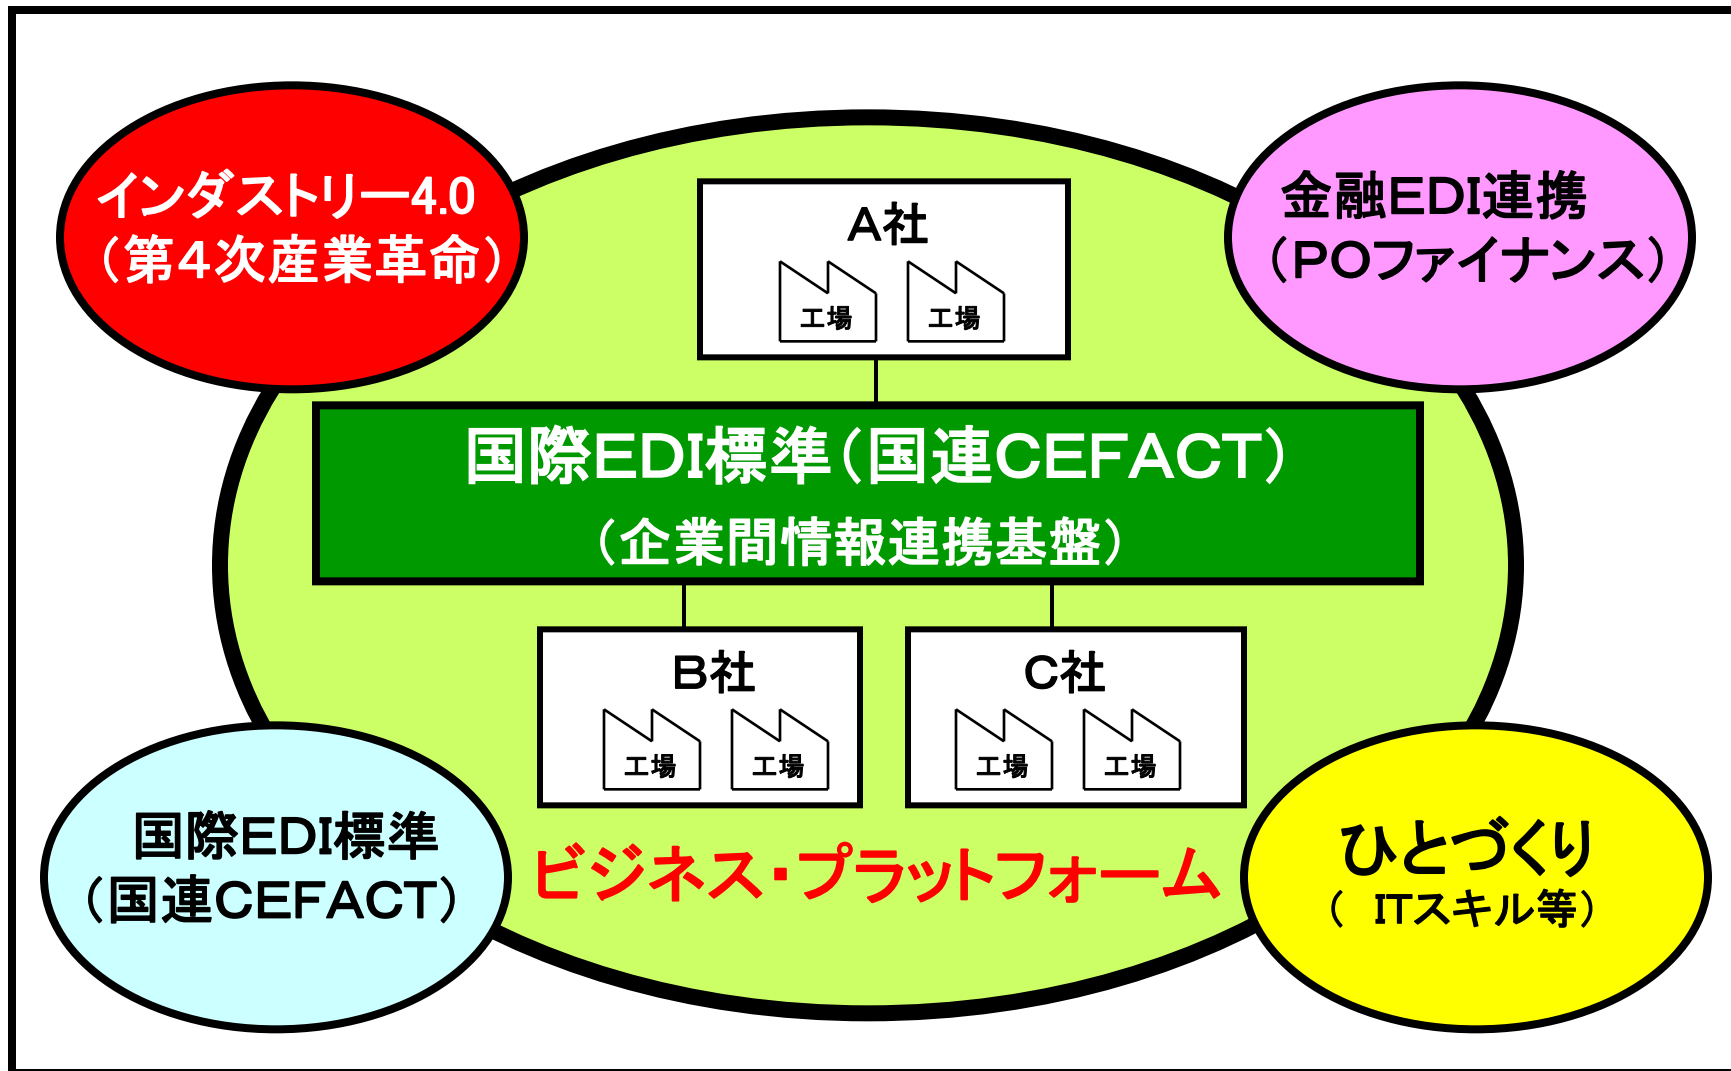 インダストリー4.0
（第４次産業革命）
金融EDI連携
（POファイナンス）
A社
工場
工場
国際EDI標準（国連CEFACT）
（企業間情報連携基盤）
B社
工場
工場
C社
工場
工場
国際EDI標準
（国連CEFACT）
ビジネス・プラットフォーム
ひとづくり
（　ITスキル等）